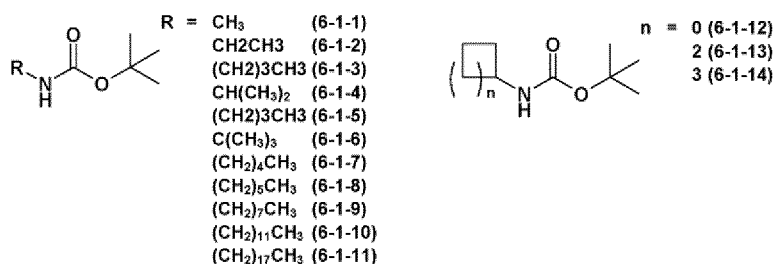 R = CH₃ (6-1-1)
CH2CH3 (6-1-2)
(CH2)3CH3 (6-1-3)
CH(CH₃)₂ (6-1-4)
(CH2)3CH3 (6-1-5)
C(CH₃)₃ (6-1-6)
(CH₂)₄CH₃ (6-1-7)
(CH₂)₅CH₃ (6-1-8)
(CH₂)₇CH₃ (6-1-9)
(CH₂)₁₁CH₃ (6-1-10)
(CH₂)₁₇CH₃ (6-1-11)
O
R
N
H
O
n = 0 (6-1-12)
2 (6-1-13)
3 (6-1-14)
O
( )n
N
H
O